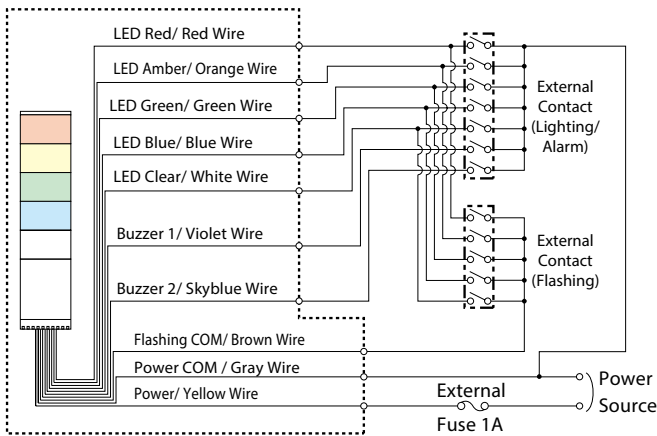 LED Red/ Red Wire
LED Amber/ Orange Wire
LED Green/ Green Wire
LED Blue/ Blue Wire
LED Clear/ White Wire
Buzzer 1/ Violet Wire
Buzzer 2/ Skyblue Wire
Flashing COM/ Brown Wire
Power COM / Gray Wire
Power/ Yellow Wire
External
Contact
(Lighting/
Alarm)
External
Contact
(Flashing)
External
Fuse 1A
Power
Source